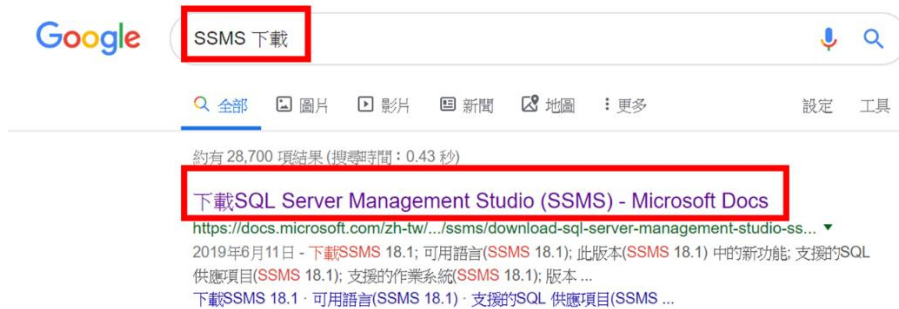 Google
SSMS 下載
全部 圖片 影片 新聞 地圖 更多 設定 工具
約有 28,700 項結果 (搜尋時間：0.43 秒)
下載SQL Server Management Studio (SSMS) - Microsoft Docs
https://docs.microsoft.com/zh-tw/.../ssms/download-sql-server-management-studio-ss...
2019年6月11日 - 下載SSMS 18.1; 可用語言(SSMS 18.1); 此版本(SSMS 18.1) 中的新功能; 支援的SQL
供應項目(SSMS 18.1); 支援的作業系統(SSMS 18.1); 版本 ...
下載SSMS 18.1 · 可用語言(SSMS 18.1) · 支援的SQL 供應項目(SSMS ...